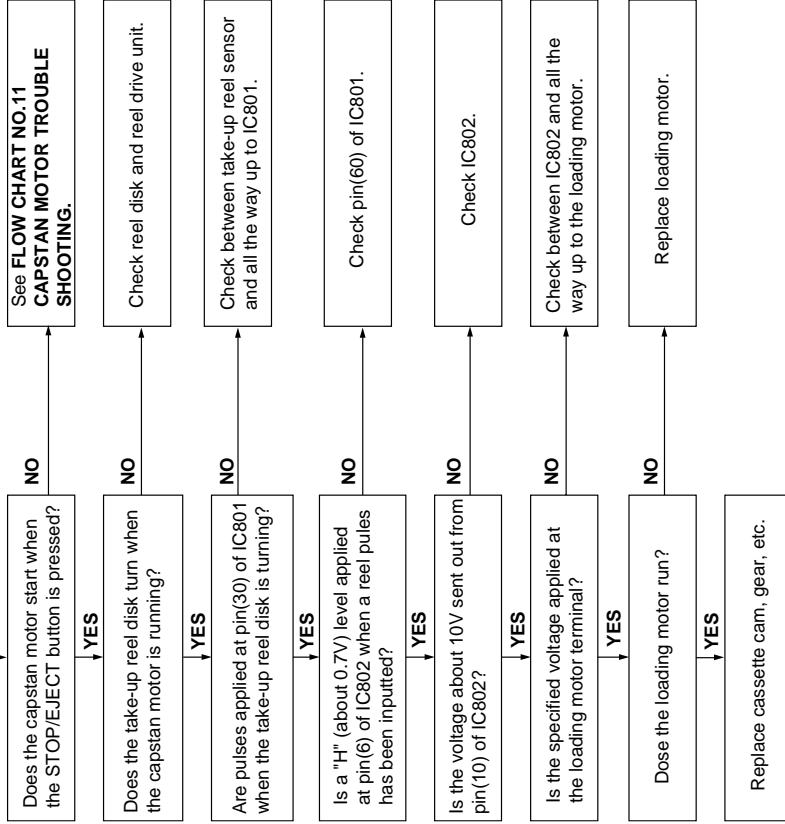 Does the capstan motor start when
the STOP/EJECT button is pressed?
NO
See FLOW CHART NO.11
CAPSTAN MOTOR TROUBLE
SHOOTING.
YES
Does the take-up reel disk turn when
the capstan motor is running?
NO
Check reel disk and reel drive unit.
YES
Are pulses applied at pin(30) of IC801
when the take-up reel disk is turning?
NO
Check between take-up reel sensor
and all the way up to IC801.
YES
Is a "H" (about 0.7V) level applied
at pin(6) of IC802 when a reel pules
has been inputted?
NO
Check pin(60) of IC801.
YES
Is the voltage about 10V sent out from
pin(10) of IC802?
NO
Check IC802.
YES
Is the specified voltage applied at
the loading motor terminal?
NO
Check between IC802 and all the
way up to the loading motor.
YES
Dose the loading motor run?
NO
Replace loading motor.
YES
Replace cassette cam, gear, etc.